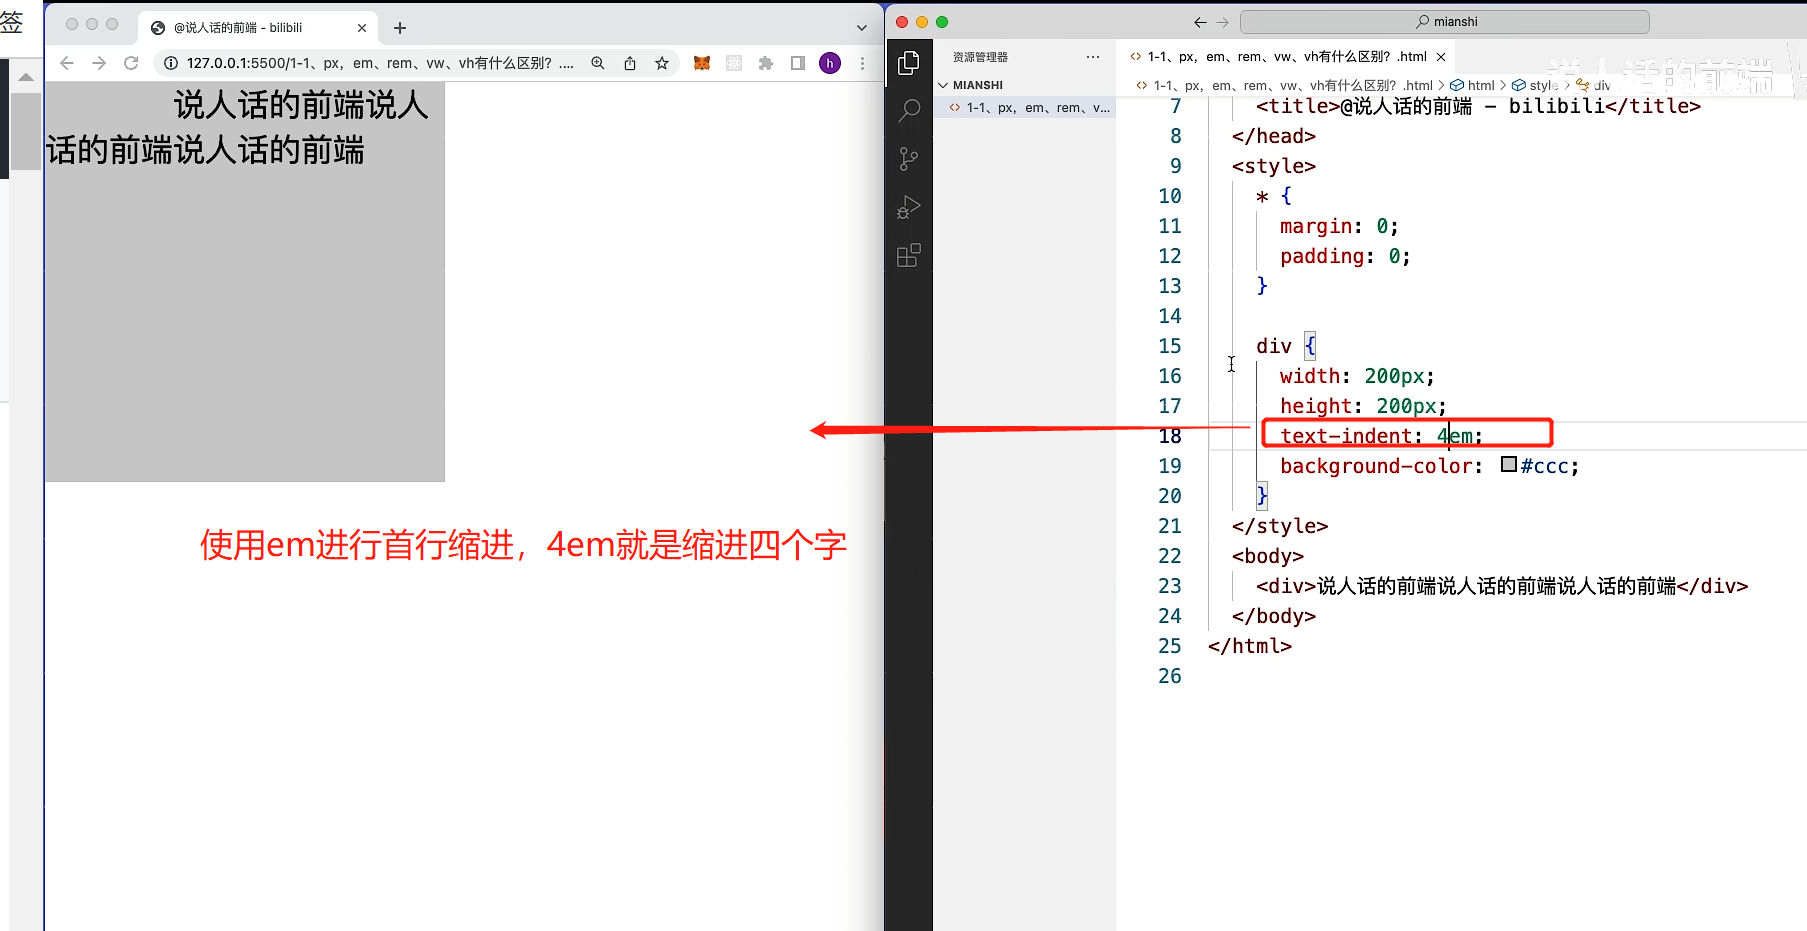 签
@说人话的前端 - bilibili
127.0.0.1:5500/1-1、px，em、rem、vw、vh有什么区别？....
h
说人话的前端说人
话的前端说人话的前端
使用em进行首行缩进，4em就是缩进四个字
mianshi
资源管理器
MIANSHI
1-1、px，em、rem、v...
1-1、px，em、rem、vw、vh有什么区别？.html
1-1、px，em、rem、vw、vh有什么区别？.html > html > style > div
说人话的前端
7 <title>@说人话的前端 - bilibili</title>
8 </head>
9 <style>
10 * {
11 margin: 0;
12 padding: 0;
13 }
14
15 div {
16 width: 200px;
17 height: 200px;
18 text-indent: 4em;
19 background-color: #ccc;
20 }
21 </style>
22 <body>
23 <div>说人话的前端说人话的前端说人话的前端</div>
24 </body>
25 </html>
26